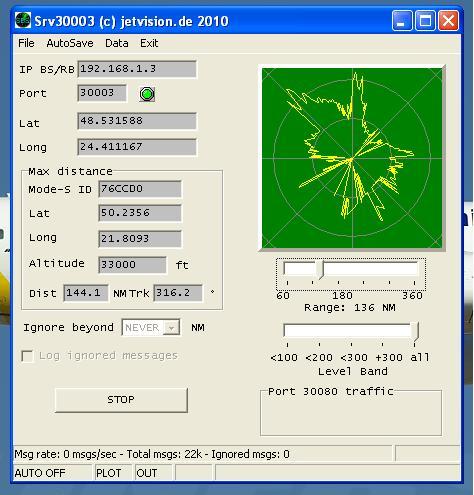 Srv30003 (c) jetvision.de 2010
File AutoSave Data Exit
IP BS/RB 192.168.1.3
Port 30003
Lat 48.531588
Long 24.411167
Max distance
Mode-S ID 76CCD0
Lat 50.2356
Long 21.8093
Altitude 33000 ft
Dist 144.1 NM Trk 316.2 °
Ignore beyond NEVER NM
Log ignored messages
STOP
60 180 360
Range: 136 NM
<100 <200 <300 +300 all
Level Band
Port 30080 traffic
Msg rate: 0 msgs/sec - Total msgs: 22k - Ignored msgs: 0
AUTO OFF PLOT OUT